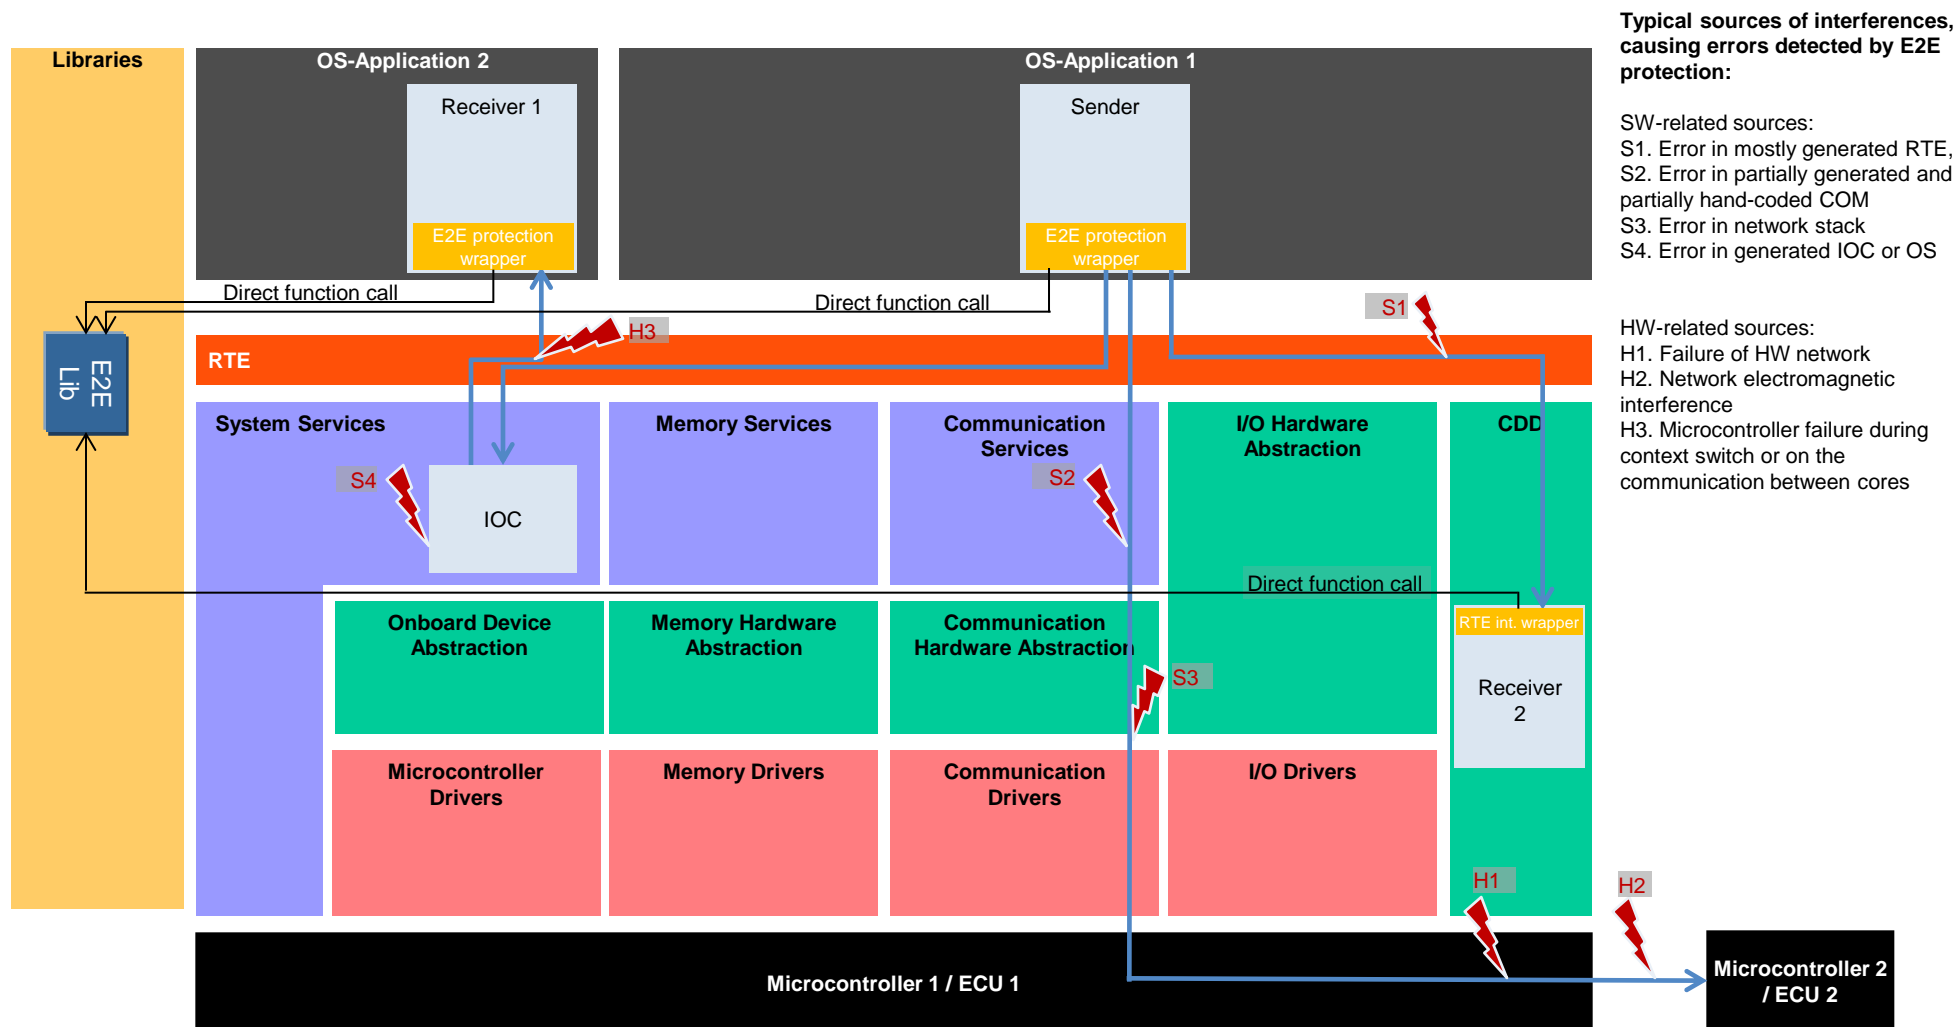 Typical sources of interferences,
causing errors detected by E2E
protection:
SW-related sources:
S1. Error in mostly generated RTE,
S2. Error in partially generated and
partially hand-coded COM
S3. Error in network stack
S4. Error in generated IOC or OS
HW-related sources:
H1. Failure of HW network
H2. Network electromagnetic
interference
H3. Microcontroller failure during
context switch or on the
communication between cores
Libraries
OS-Application 2
OS-Application 1
Receiver 1
Sender
E2E protection
wrapper
E2E protection
wrapper
Direct function call
Direct function call
S1
H3
RTE
E2E
Lib
System Services
Memory Services
Communication
Services
I/O Hardware
Abstraction
CDD
S4
S2
IOC
Direct function call
Onboard Device
Abstraction
Memory Hardware
Abstraction
Communication
Hardware Abstraction
RTE int. wrapper
S3
Receiver
2
Microcontroller
Drivers
Memory Drivers
Communication
Drivers
I/O Drivers
H1
H2
Microcontroller 1 / ECU 1
Microcontroller 2
/ ECU 2